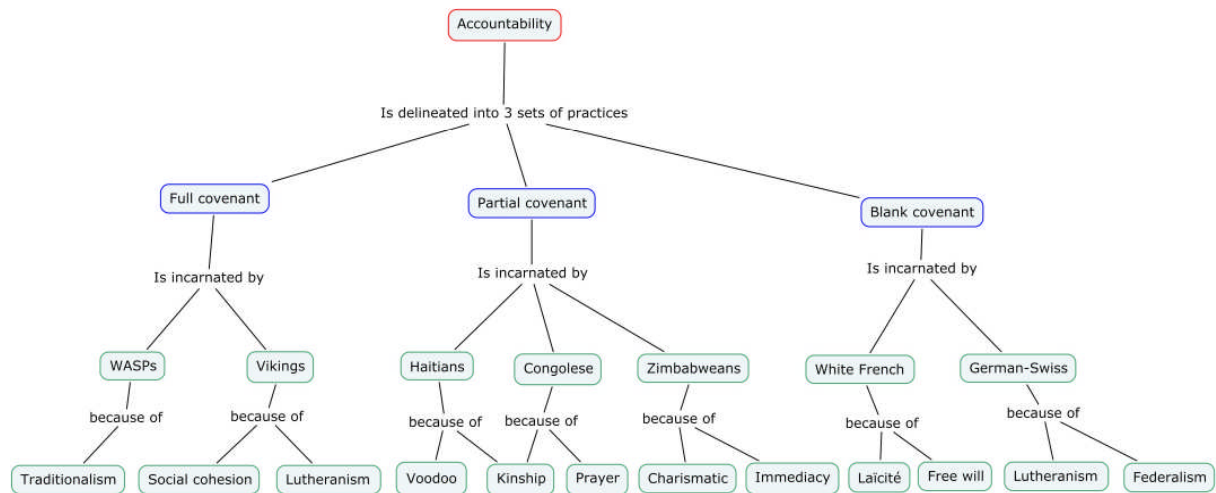 Accountability
Is delineated into 3 sets of practices
Full covenant
Partial covenant
Blank covenant
Is incarnated by
Is incarnated by
Is incarnated by
WASPs
Vikings
Haitians
Congolese
Zimbabweans
White French
German-Swiss
because of
because of
because of
because of
because of
because of
because of
Traditionalism
Social cohesion
Lutheranism
Voodoo
Kinship
Prayer
Charismatic
Immediacy
Laïcité
Free will
Lutheranism
Federalism